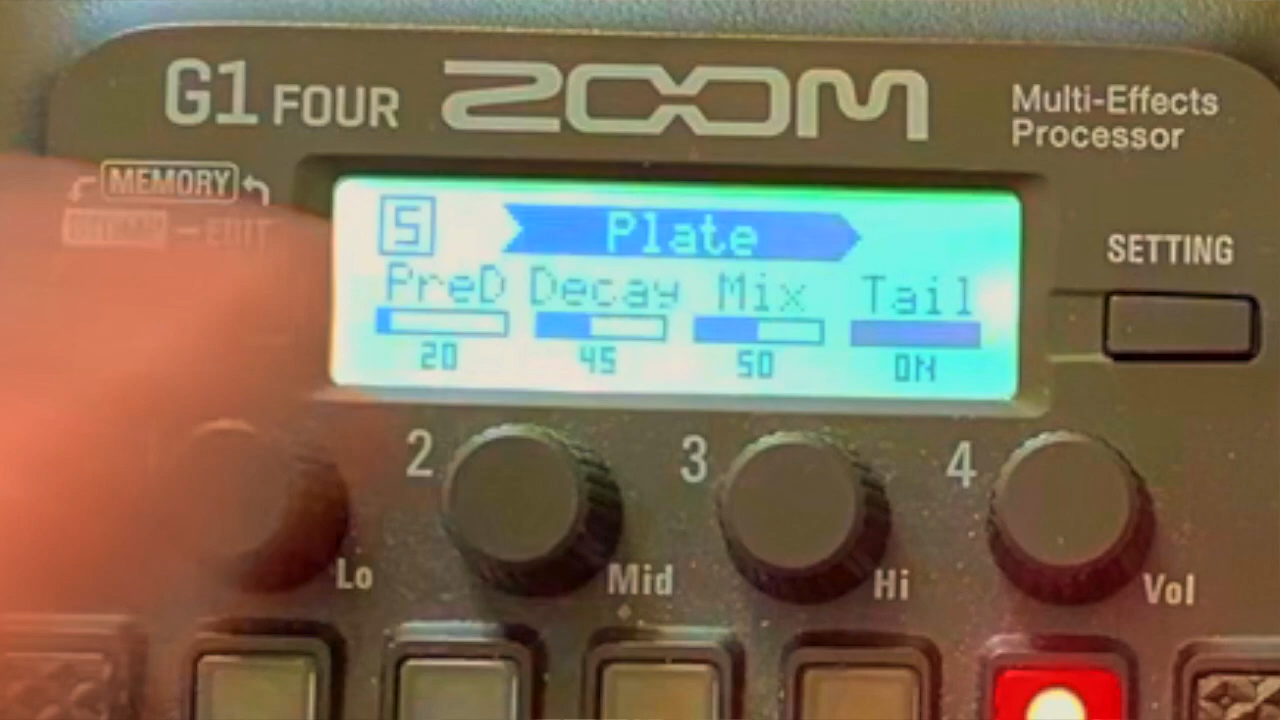 G1 FOUR ZOOM Multi-Effects
Processor
MEMORY
STOMP EDIT
SETTING
5 Plate
PreD Decay Mix Tail
20 45 50 ON
2 3 4
Lo Mid Hi Vol